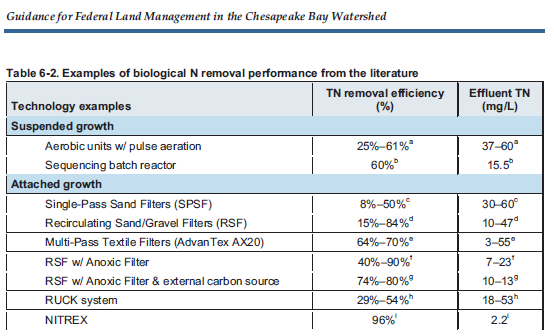 Guidance for Federal Land Management in the Chesapeake Bay Watershed
Table 6-2. Examples of biological N removal performance from the literature
Technology examples TN removal efficiency (%) Effluent TN (mg/L)
Suspended growth
Aerobic units w/ pulse aeration 25%–61%a 37–60a
Sequencing batch reactor 60%b 15.5b
Attached growth
Single-Pass Sand Filters (SPSF) 8%–50%c 30–60c
Recirculating Sand/Gravel Filters (RSF) 15%–84%d 10–47d
Multi-Pass Textile Filters (AdvanTex AX20) 64%–70%e 3–55e
RSF w/ Anoxic Filter 40%–90%f 7–23f
RSF w/ Anoxic Filter & external carbon source 74%–80%g 10–13g
RUCK system 29%–54%h 18–53h
NITREX 96%i 2.2i